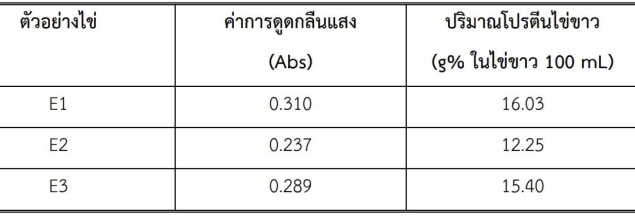 ตัวอย่างไข่ ค่าการดูดกลืนแสง ปริมาณโปรตีนไข่ขาว
(Abs) (g% ในไข่ขาว 100 mL)
E1 0.310 16.03
E2 0.237 12.25
E3 0.289 15.40